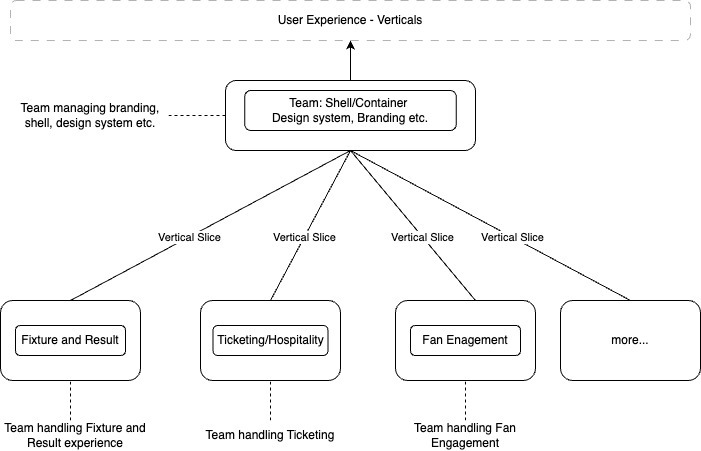 User Experience - Verticals
Team: Shell/Container
Design system, Branding etc.
Team managing branding,
shell, design system etc.
Vertical Slice
Vertical Slice
Vertical Slice
Vertical Slice
Fixture and Result
Ticketing/Hospitality
Fan Enagement
more...
Team handling Fixture and
Result experience
Team handling Ticketing
Team handling Fan
Engagement